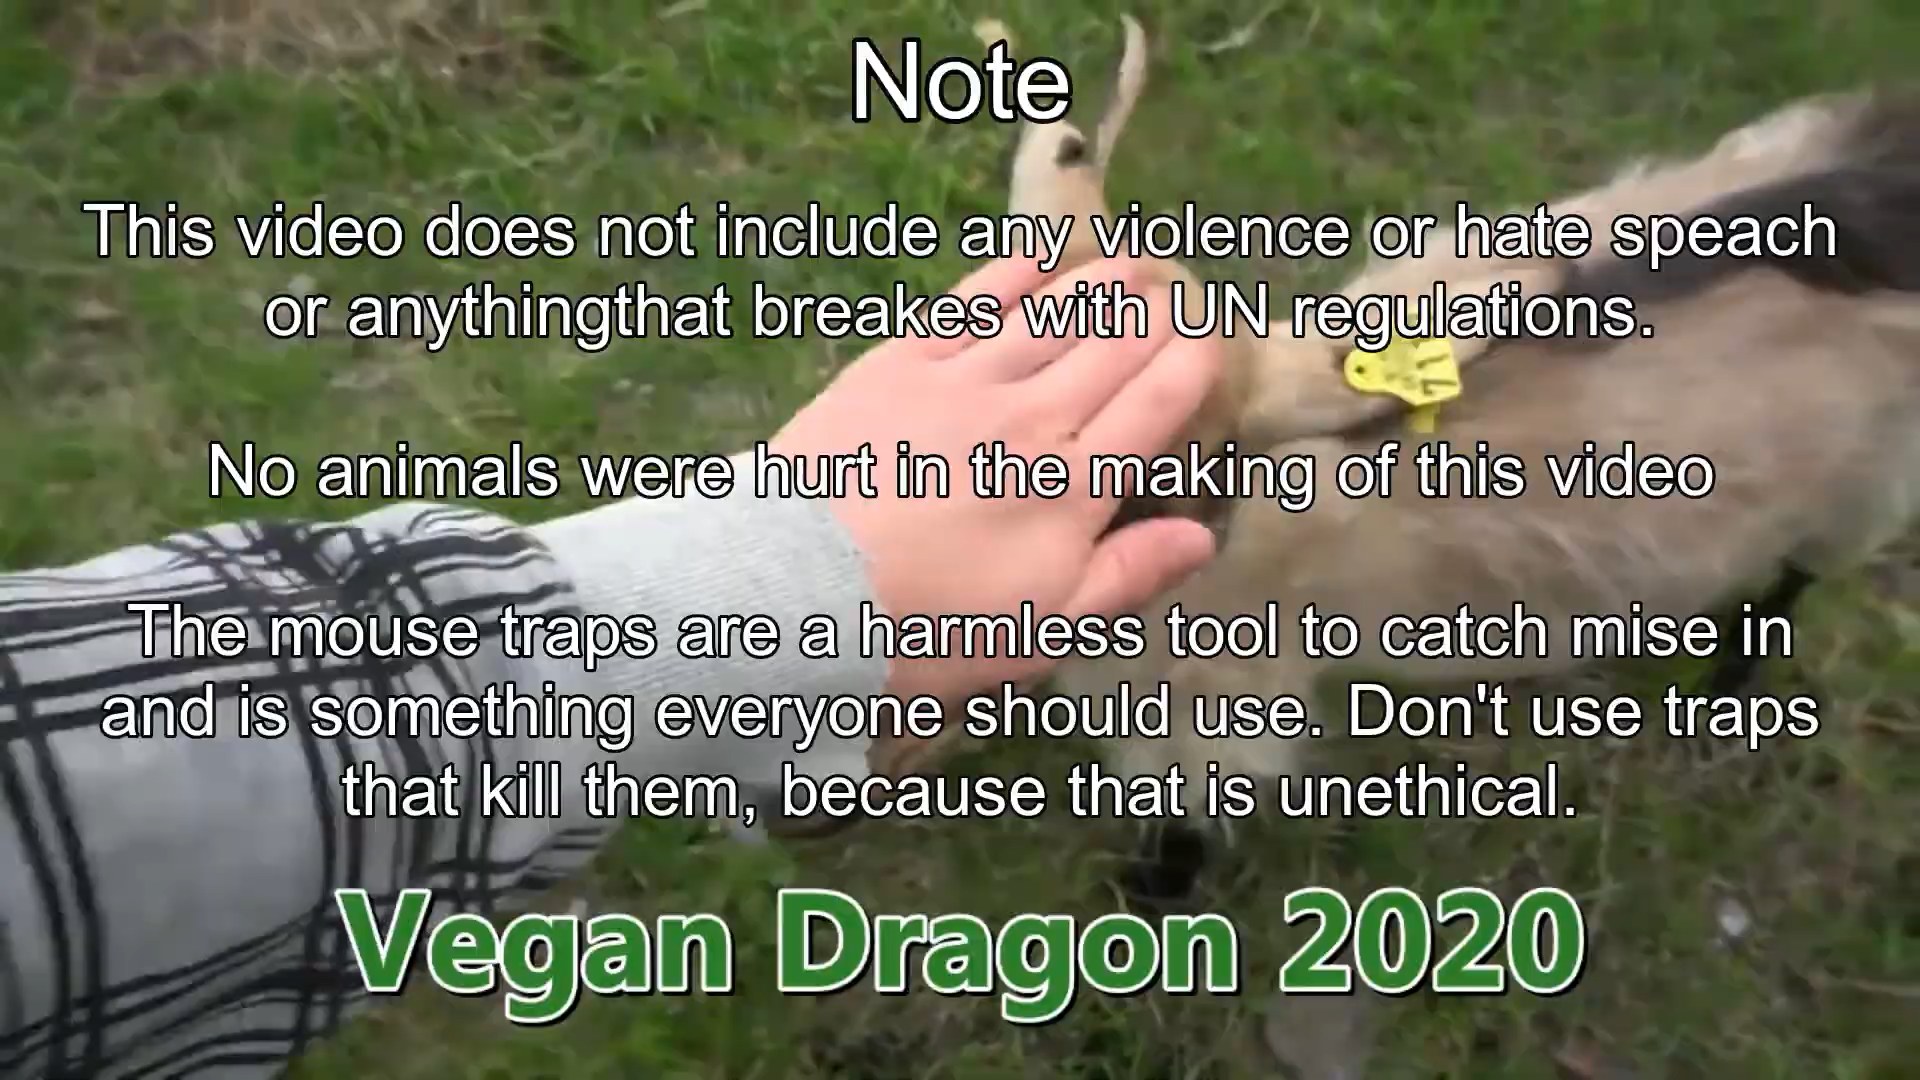 Note
This video does not include any violence or hate speach
or anythingthat breakes with UN regulations.
No animals were hurt in the making of this video
The mouse traps are a harmless tool to catch mise in
and is something everyone should use. Don't use traps
that kill them, because that is unethical.
Vegan Dragon 2020